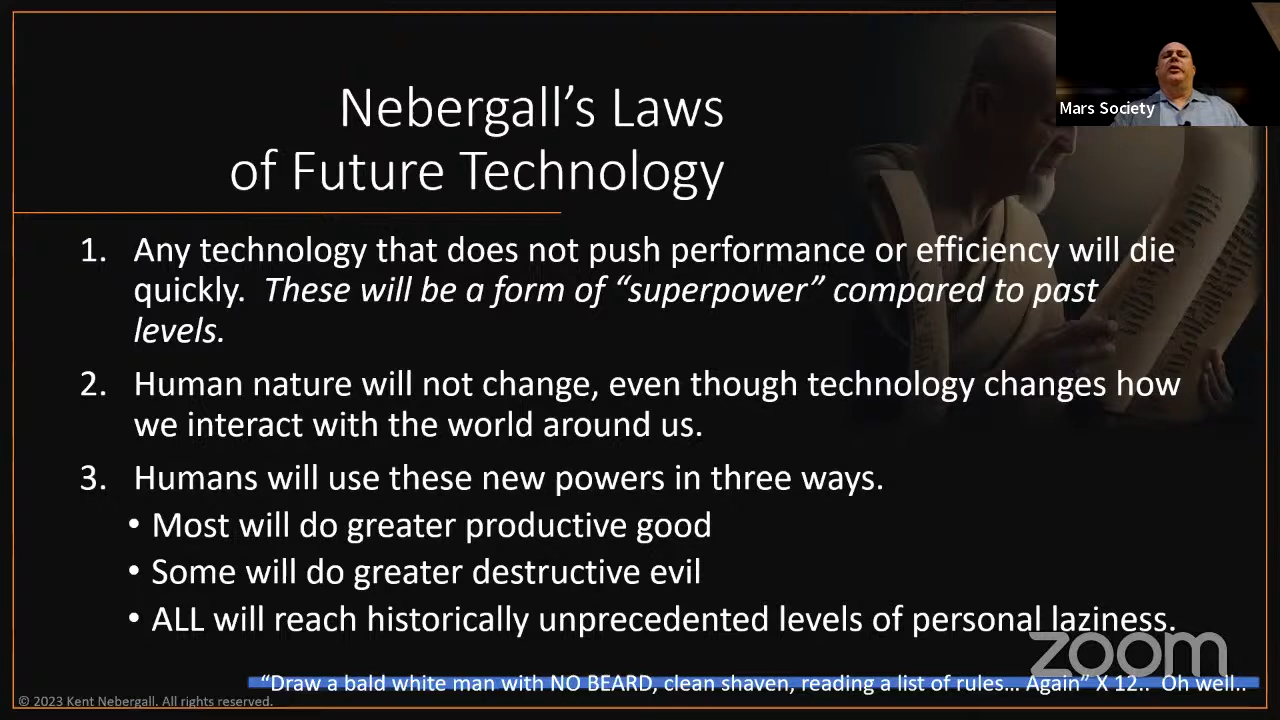 Mars Society
Nebergall’s Laws
of Future Technology
1. Any technology that does not push performance or efficiency will die
quickly. These will be a form of “superpower” compared to past
levels.
2. Human nature will not change, even though technology changes how
we interact with the world around us.
3. Humans will use these new powers in three ways.
• Most will do greater productive good
• Some will do greater destructive evil
• ALL will reach historically unprecedented levels of personal laziness.
zoom
“Draw a bald white man with NO BEARD, clean shaven, reading a list of rules… Again” X 12.. Oh well..
© 2023 Kent Nebergall. All rights reserved.